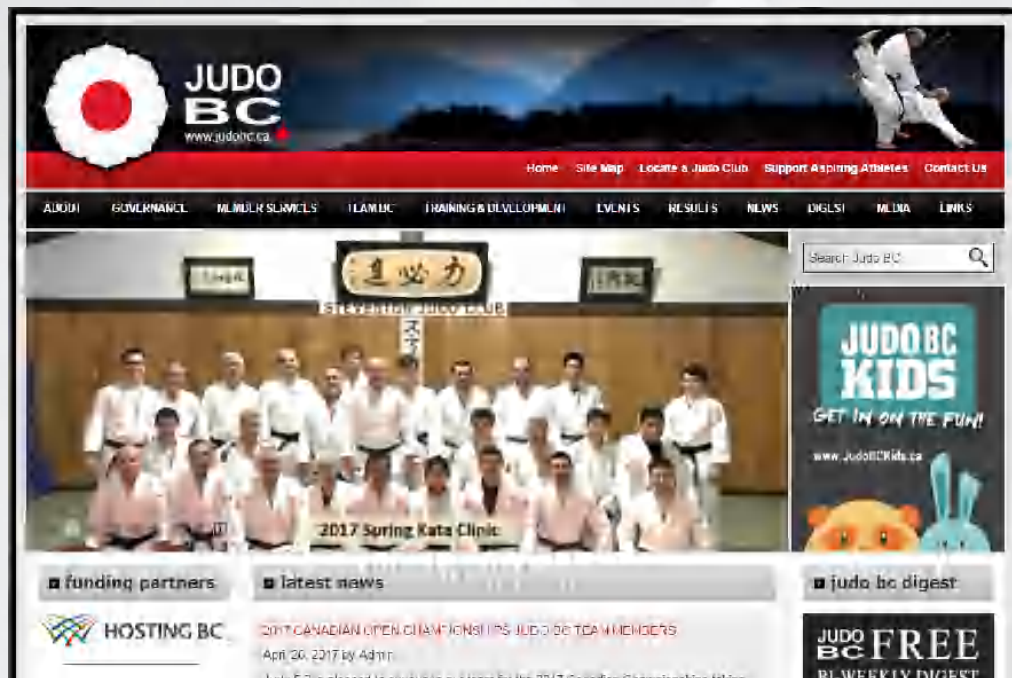 JUDO
BC
www.judobc.ca
Home Site Map Locate a Judo Club Support Aspiring Athletes Contact Us
ABOUT GOVERNANCE MEMBER SERVICES TEAM BC TRAINING & DEVELOPMENT EVENTS RESULTS NEWS DIGEST MEDIA LINKS
Search Judo BC
進必力
STEVESTON JUDO CLUB
JUDO BC
KIDS
GET IN ON THE FUN!
www.JudoBCKids.ca
2017 Spring Kata Clinic
funding partners
latest news
judo bc digest
HOSTING BC
2017 CANADIAN OPEN CHAMPIONSHIPS JUDO BC TEAM MEMBERS
April 26, 2017 by Admin
JUDO
BC FREE
BI-WEEKLY DIGEST